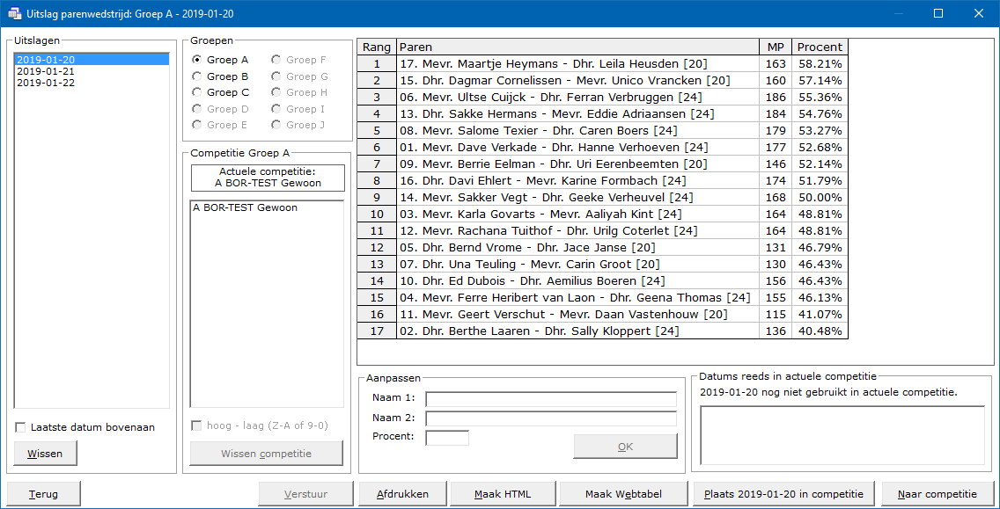 Uitslag parenwedstrijd: Groep A - 2019-01-20
Uitslagen
2019-01-20
2019-01-21
2019-01-22
Laatste datum bovenaan
Wissen
Groepen
Groep A Groep F
Groep B Groep G
Groep C Groep H
Groep D Groep I
Groep E Groep J
Competitie Groep A
Actuele competitie:
A BOR-TEST Gewoon
A BOR-TEST Gewoon
hoog - laag (Z-A of 9-0)
Wissen competitie
Rang Paren MP Procent
1 17. Mevr. Maartje Heymans - Dhr. Leila Heusden [20] 163 58.21%
2 15. Dhr. Dagmar Cornelissen - Mevr. Unico Vrancken [20] 160 57.14%
3 06. Mevr. Ultse Cuijck - Dhr. Ferran Verbruggen [24] 186 55.36%
4 13. Dhr. Sakke Hermans - Mevr. Eddie Adriaansen [24] 184 54.76%
5 08. Mevr. Salome Texier - Dhr. Caren Boers [24] 179 53.27%
6 01. Mevr. Dave Verkade - Dhr. Hanne Verhoeven [24] 177 52.68%
7 09. Mevr. Berrie Eelman - Dhr. Uri Eerenbeemten [20] 146 52.14%
8 16. Dhr. Davi Ehlert - Mevr. Karine Formbach [24] 174 51.79%
9 14. Mevr. Sakker Vegt - Dhr. Geeke Verheuvel [24] 168 50.00%
10 03. Mevr. Karla Govarts - Mevr. Aaliyah Kint [24] 164 48.81%
11 12. Mevr. Rachana Tuithof - Dhr. Urilg Coterlet [24] 164 48.81%
12 05. Dhr. Bernd Vrome - Dhr. Jace Janse [20] 131 46.79%
13 07. Dhr. Una Teuling - Mevr. Carin Groot [20] 130 46.43%
14 10. Dhr. Ed Dubois - Dhr. Aemilius Boeren [24] 156 46.43%
15 04. Mevr. Ferre Heribert van Laon - Dhr. Geena Thomas [24] 155 46.13%
16 11. Mevr. Geert Verschut - Mevr. Daan Vastenhouw [20] 115 41.07%
17 02. Dhr. Berthe Laaren - Dhr. Sally Kloppert [24] 136 40.48%
Aanpassen
Naam 1:
Naam 2:
Procent:
OK
Datums reeds in actuele competitie
2019-01-20 nog niet gebruikt in actuele competitie.
Terug Verstuur Afdrukken Maak HTML Maak Webtabel Plaats 2019-01-20 in competitie Naar competitie